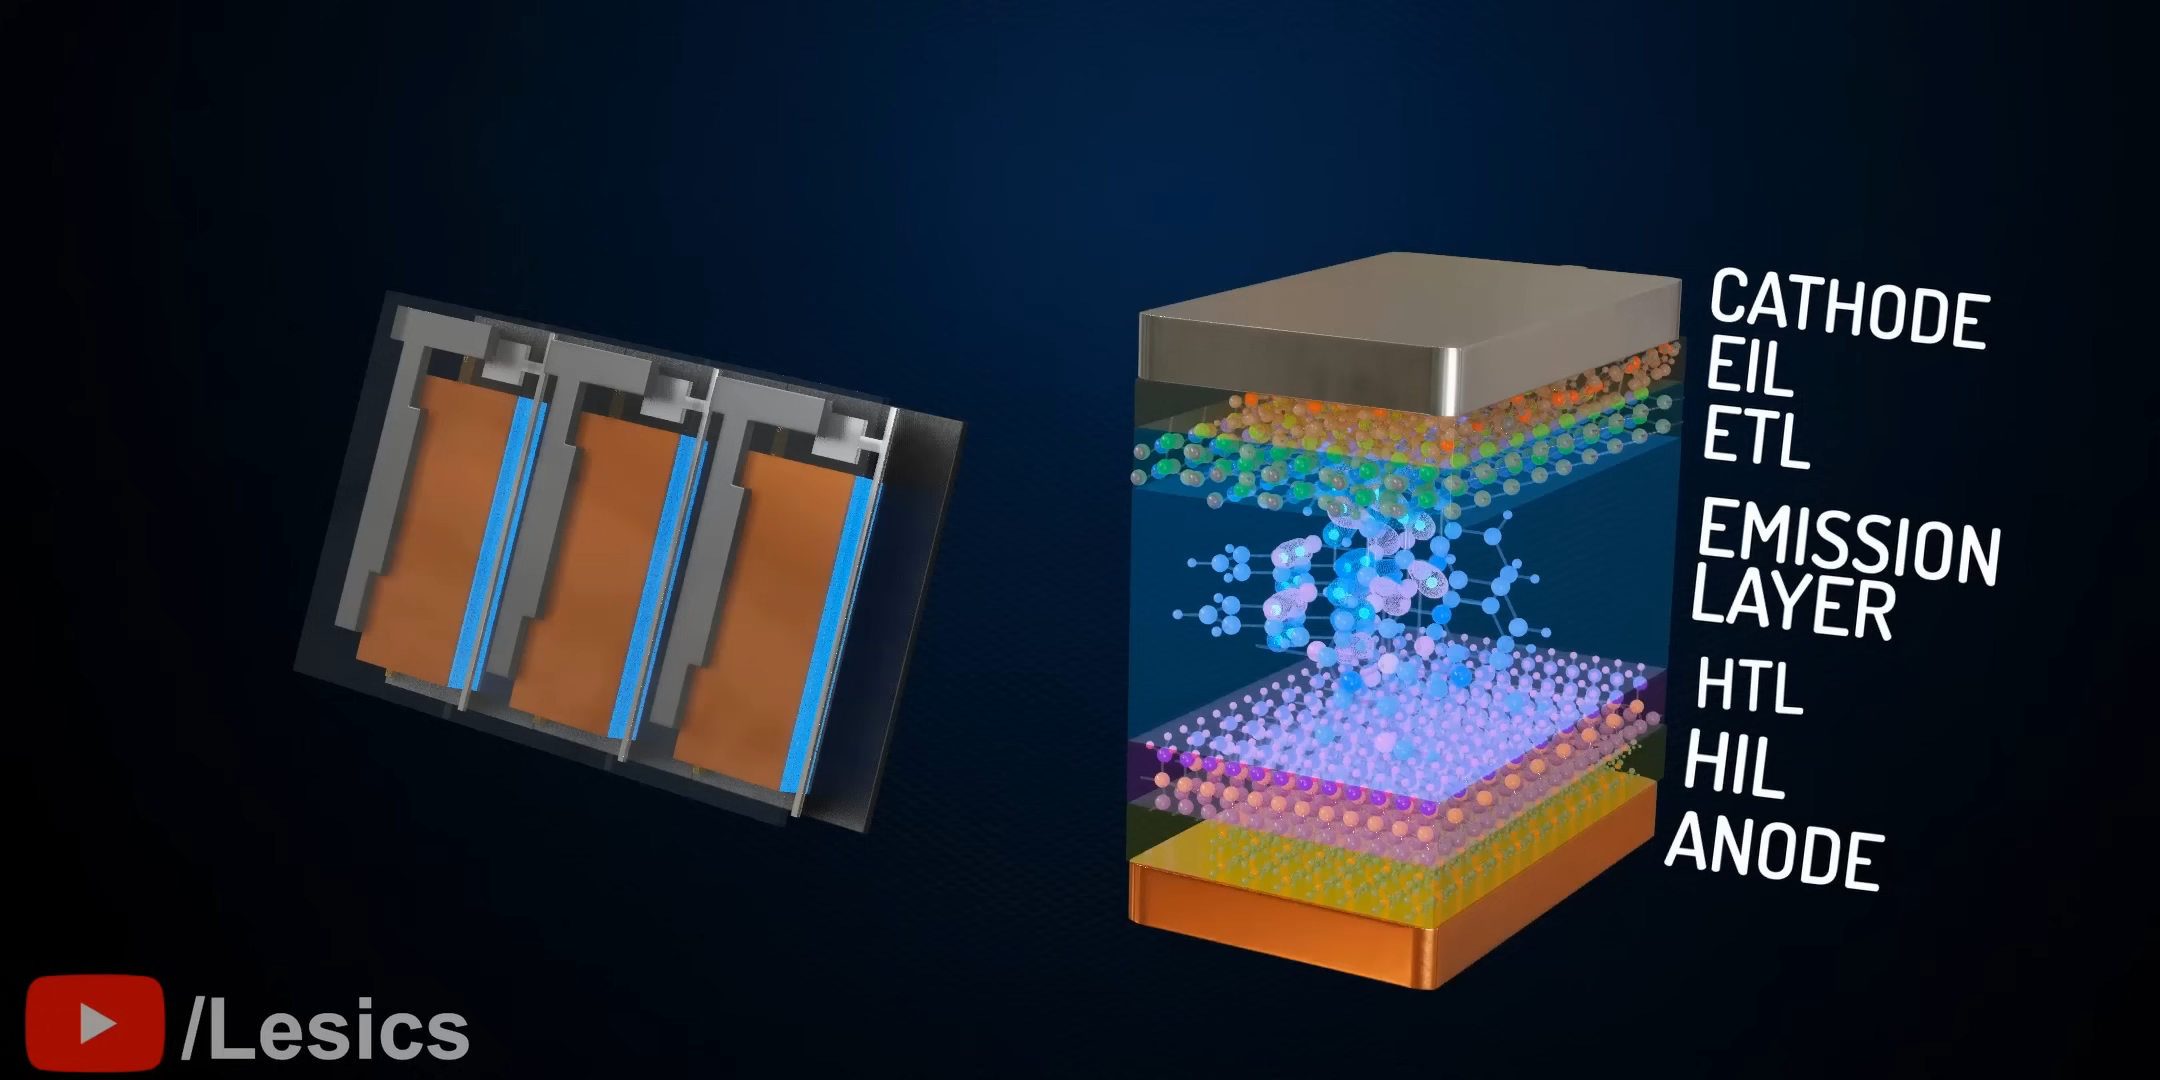 CATHODE
EIL
ETL
EMISSION
LAYER
HTL
HIL
ANODE
/Lesics